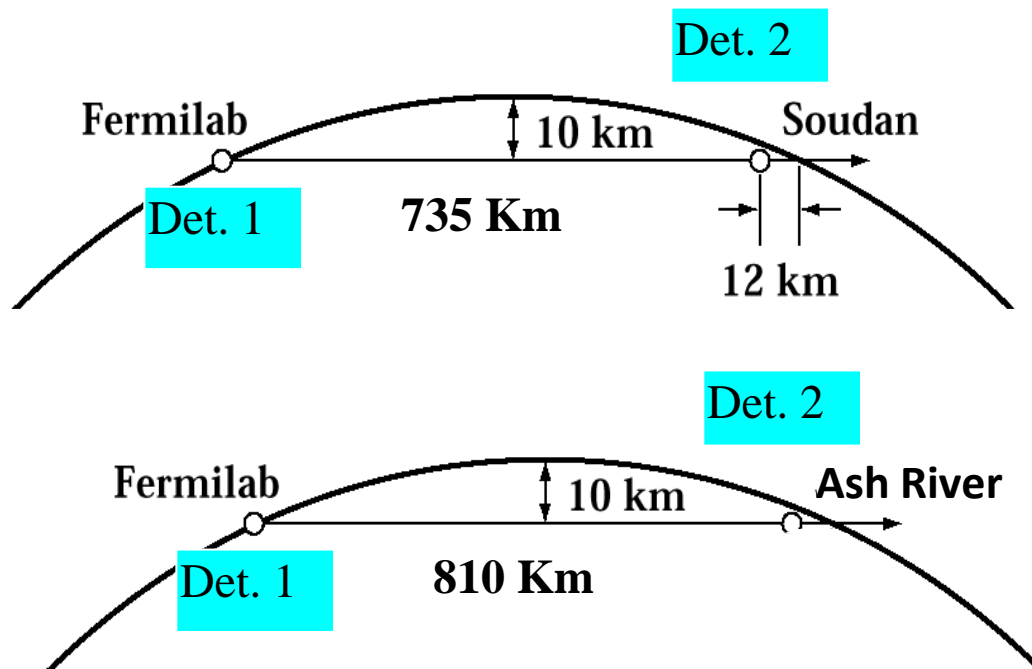 Det. 2
Fermilab
10 km
Soudan
Det. 1
735 Km
12 km
Det. 2
Fermilab
10 km
Ash River
Det. 1
810 Km